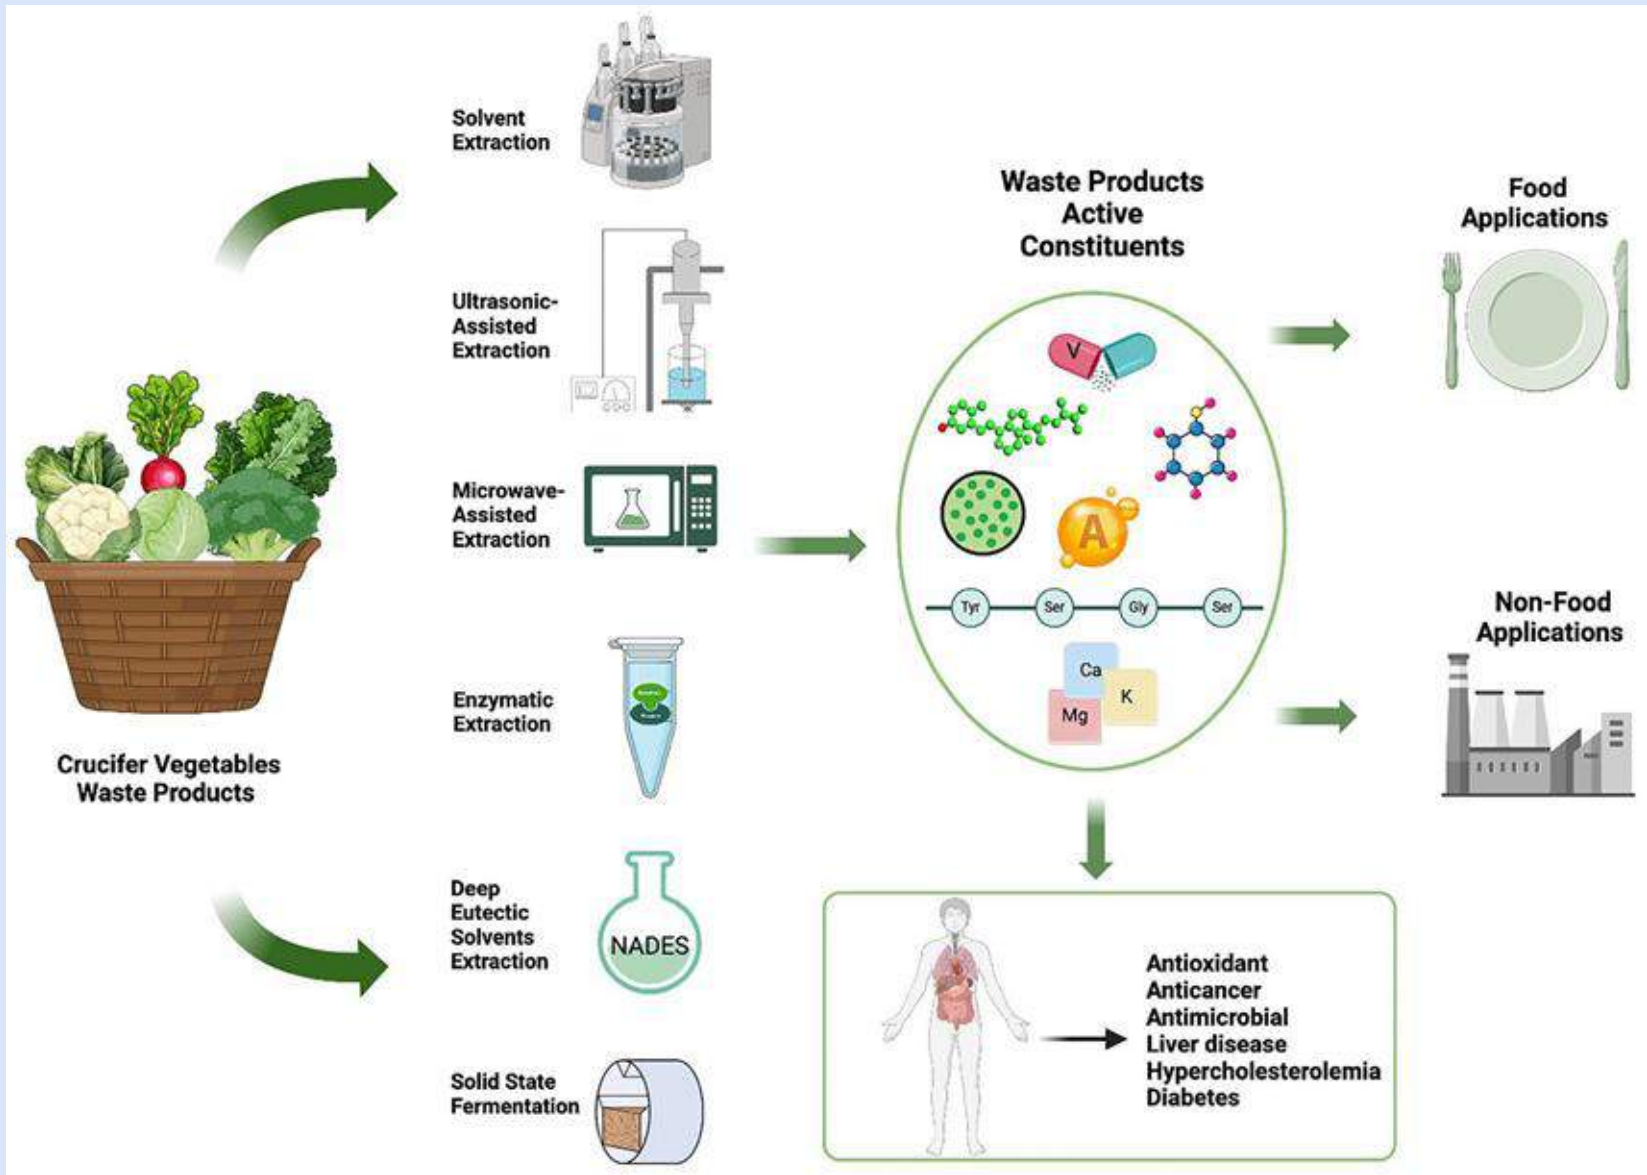 Solvent
Extraction
Ultrasonic-
Assisted
Extraction
Microwave-
Assisted
Extraction
Enzymatic
Extraction
Deep
Eutectic
Solvents
Extraction
NADES
Solid State
Fermentation
Crucifer Vegetables
Waste Products
Waste Products
Active
Constituents
V
A
Tyr
Ser
Gly
Ser
Ca
K
Mg
Food
Applications
Non-Food
Applications
Antioxidant
Anticancer
Antimicrobial
Liver disease
Hypercholesterolemia
Diabetes